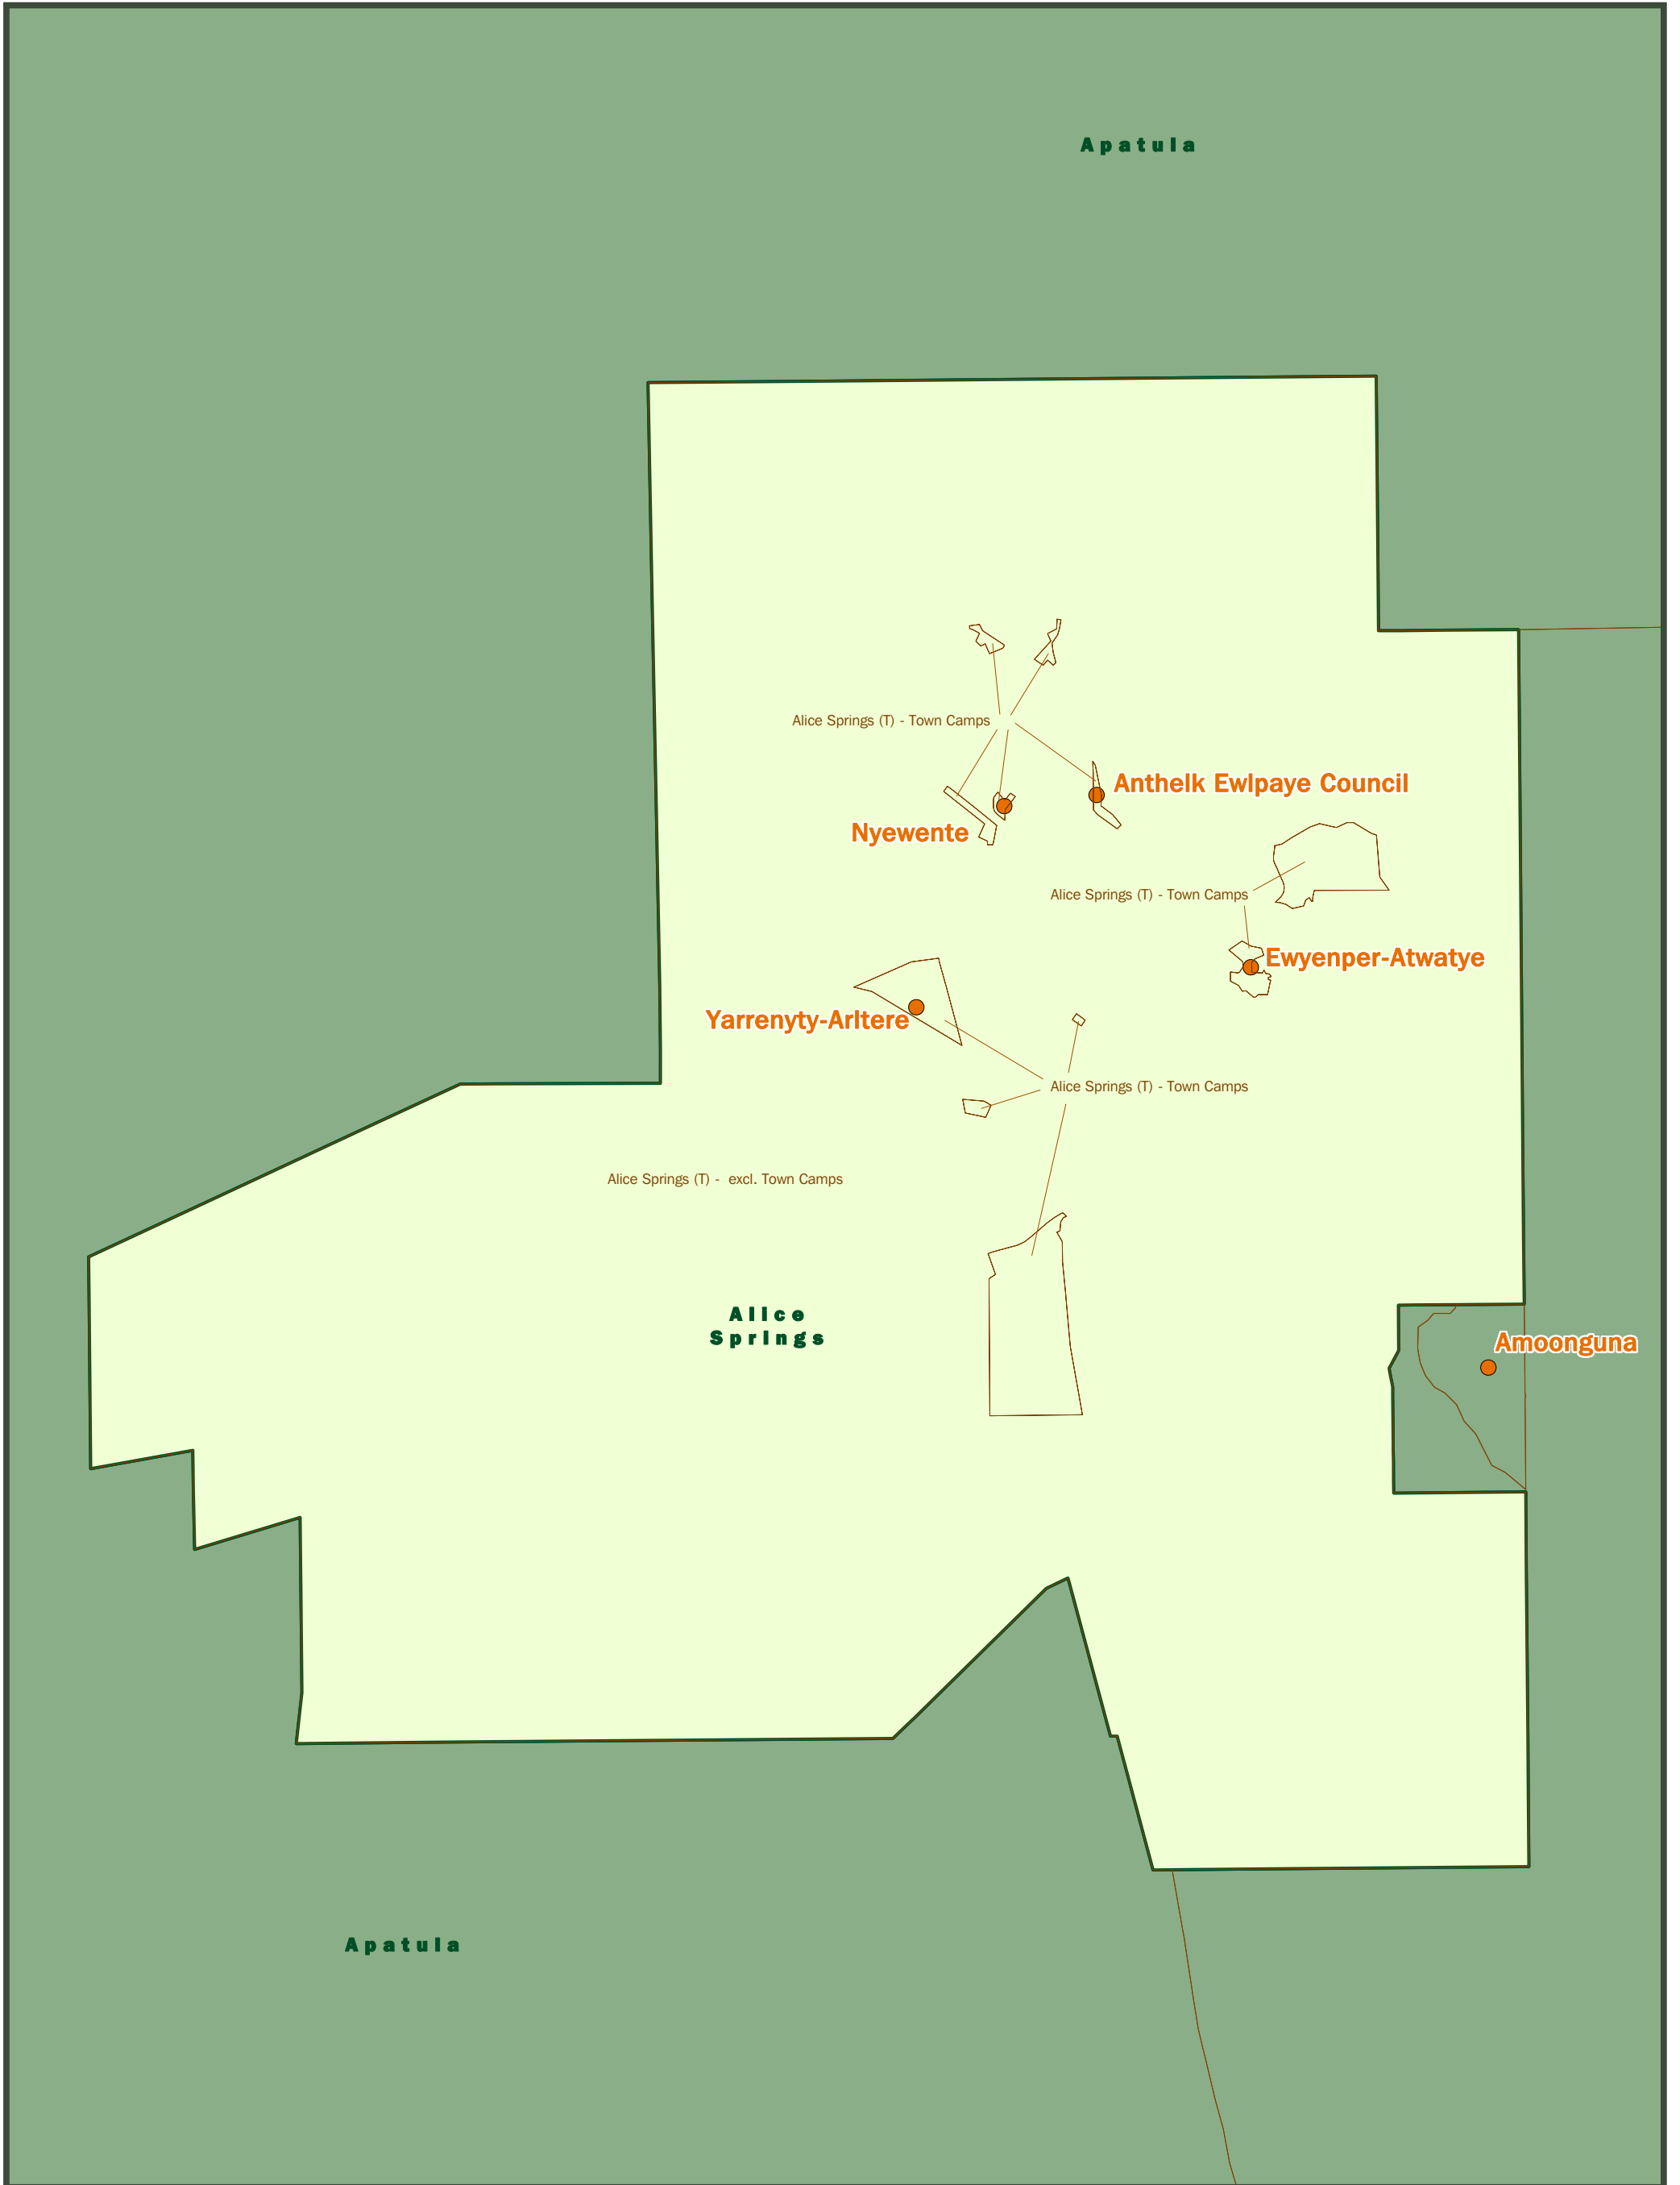 Apatula
Alice Springs (T) - Town Camps
Anthelk Ewlpaye Council
Nyewente
Alice Springs (T) - Town Camps
Ewyenper-Atwatye
Yarrenyty-Arltere
Alice Springs (T) - Town Camps
Alice Springs (T) - excl. Town Camps
Alice
Springs
Amoonguna
Apatula